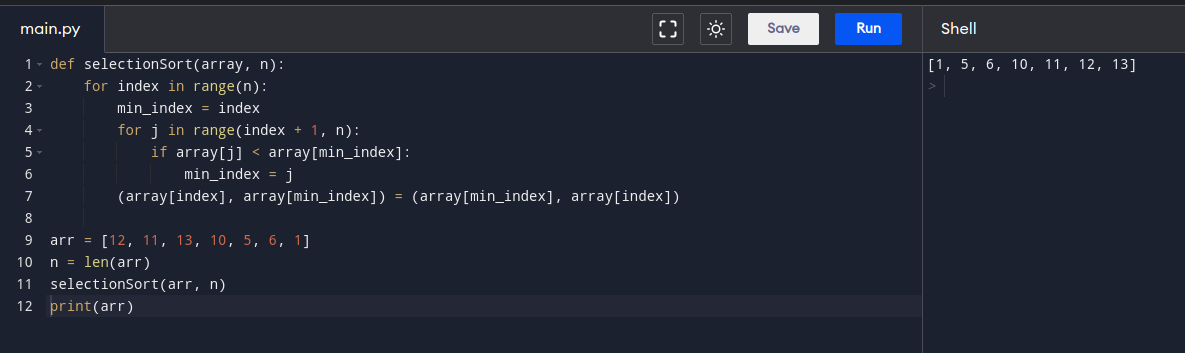 main.py
Save
Run
Shell
1 def selectionSort(array, n):
2     for index in range(n):
3         min_index = index
4         for j in range(index + 1, n):
5             if array[j] < array[min_index]:
6                 min_index = j
7         (array[index], array[min_index]) = (array[min_index], array[index])
8
9 arr = [12, 11, 13, 10, 5, 6, 1]
10 n = len(arr)
11 selectionSort(arr, n)
12 print(arr)
[1, 5, 6, 10, 11, 12, 13]
>